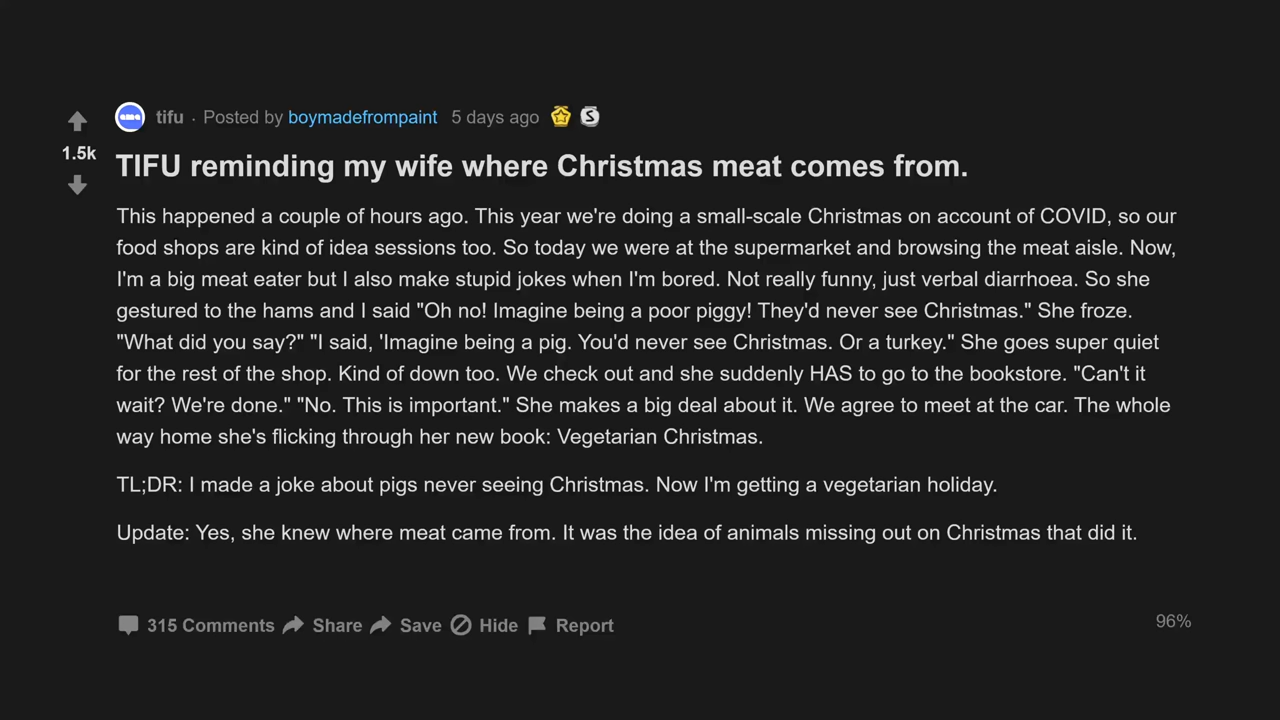 tifu · Posted by boymadefrompaint 5 days ago
1.5k
TIFU reminding my wife where Christmas meat comes from.
This happened a couple of hours ago. This year we're doing a small-scale Christmas on account of COVID, so our
food shops are kind of idea sessions too. So today we were at the supermarket and browsing the meat aisle. Now,
I'm a big meat eater but I also make stupid jokes when I'm bored. Not really funny, just verbal diarrhoea. So she
gestured to the hams and I said "Oh no! Imagine being a poor piggy! They'd never see Christmas." She froze.
"What did you say?" "I said, 'Imagine being a pig. You'd never see Christmas. Or a turkey." She goes super quiet
for the rest of the shop. Kind of down too. We check out and she suddenly HAS to go to the bookstore. "Can't it
wait? We're done." "No. This is important." She makes a big deal about it. We agree to meet at the car. The whole
way home she's flicking through her new book: Vegetarian Christmas.
TL;DR: I made a joke about pigs never seeing Christmas. Now I'm getting a vegetarian holiday.
Update: Yes, she knew where meat came from. It was the idea of animals missing out on Christmas that did it.
315 Comments Share Save Hide Report
96%